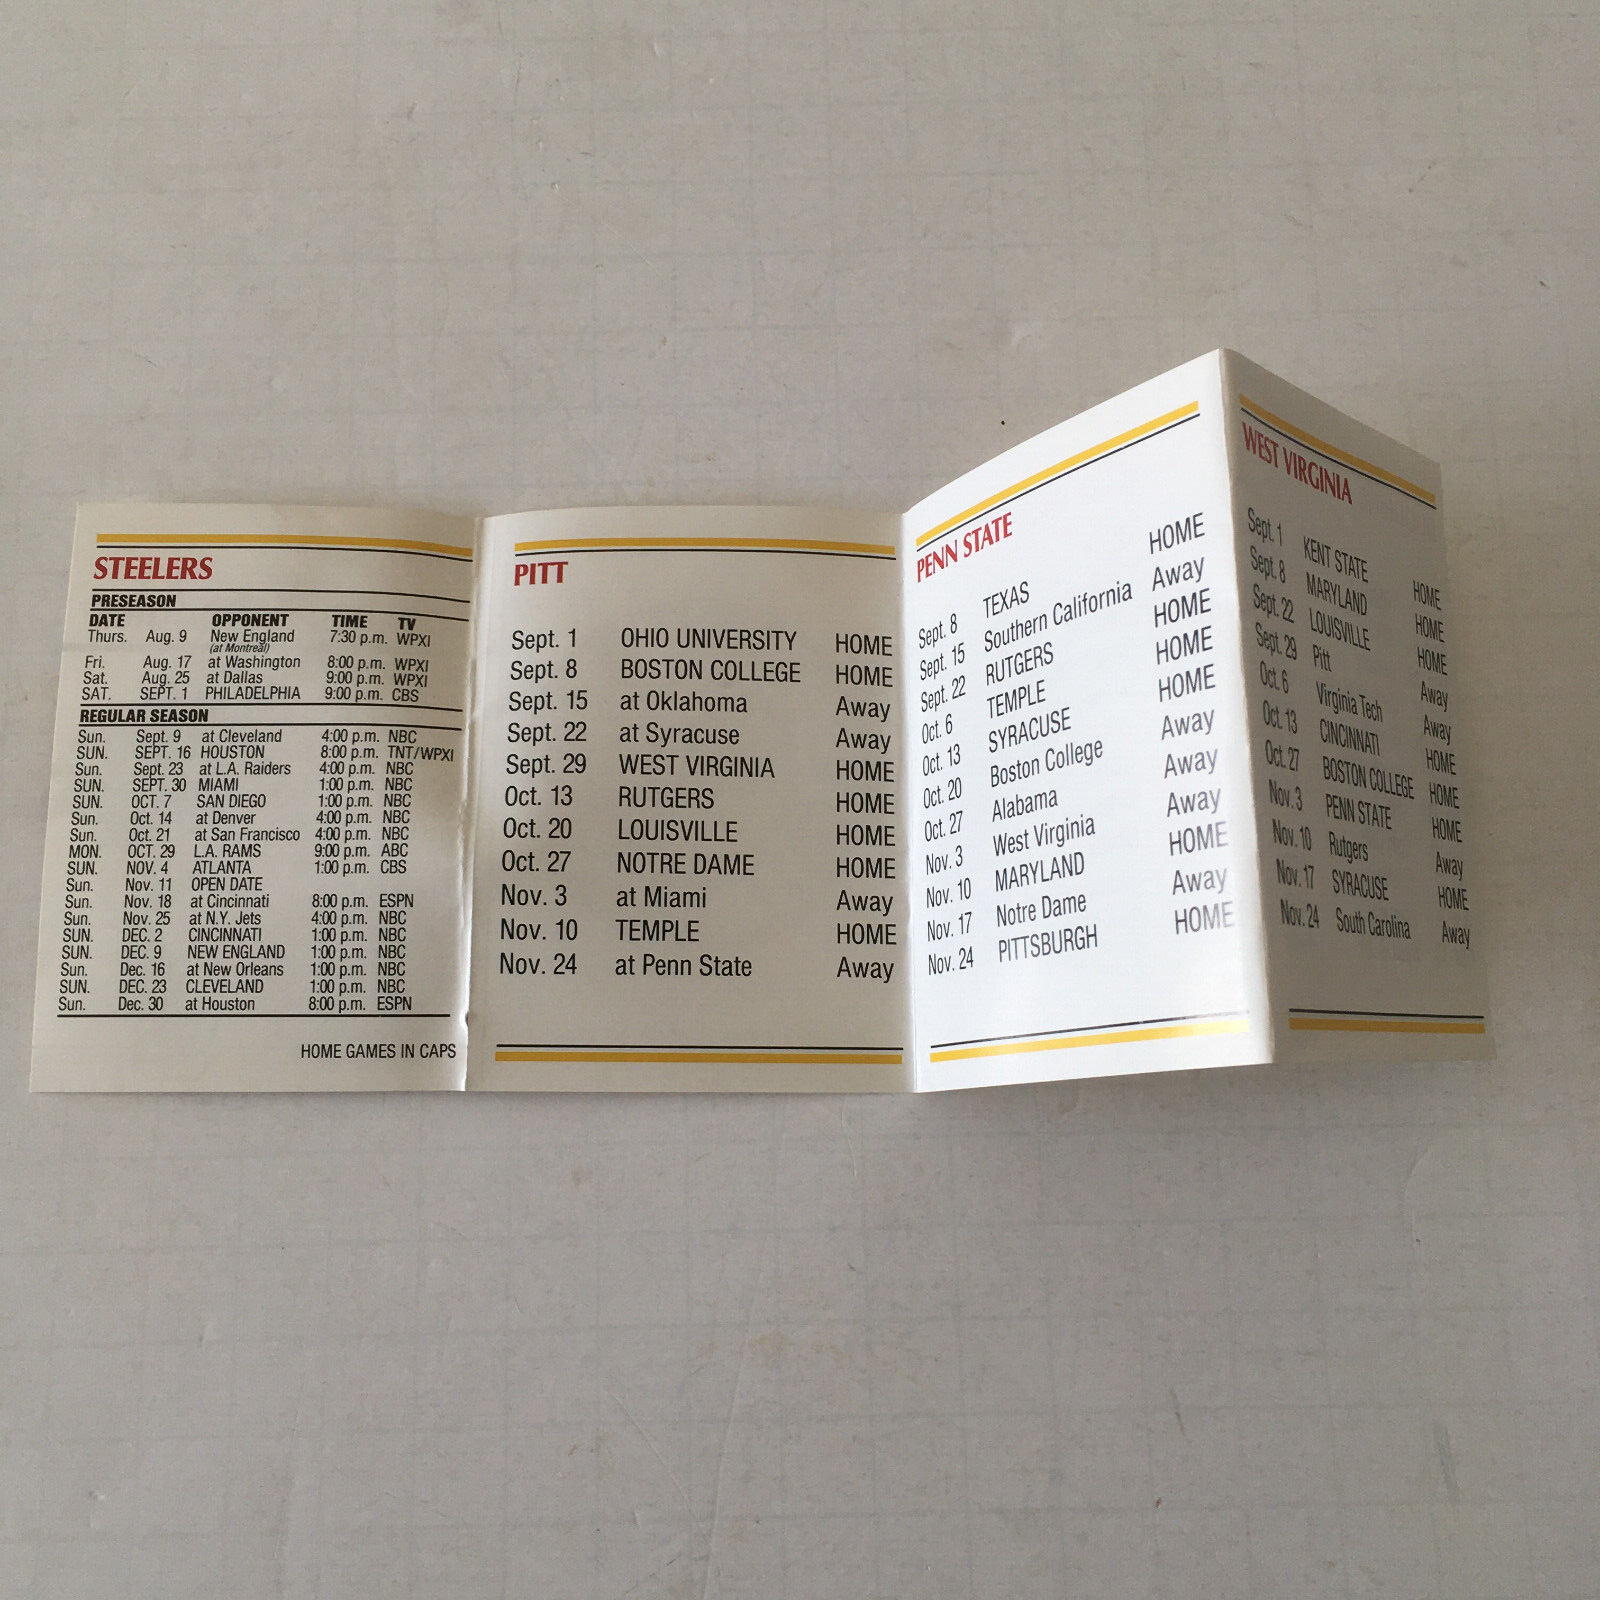 STEELERS
PRESEASON
DATE OPPONENT TIME TV
Thurs. Aug. 9 New England 7:30 p.m. WPXI
(at Montreal)
Fri. Aug. 17 at Washington 8:00 p.m. WPXI
Sat. Aug. 25 at Dallas 9:00 p.m. WPXI
SAT. SEPT. 1 PHILADELPHIA 9:00 p.m. CBS
REGULAR SEASON
Sun. Sept. 9 at Cleveland 4:00 p.m. NBC
SUN. SEPT. 16 HOUSTON 8:00 p.m. TNT/WPXI
Sun. Sept. 23 at L.A. Raiders 4:00 p.m. NBC
SUN. SEPT. 30 MIAMI 1:00 p.m. NBC
SUN. OCT. 7 SAN DIEGO 1:00 p.m. NBC
Sun. Oct. 14 at Denver 4:00 p.m. NBC
Sun. Oct. 21 at San Francisco 4:00 p.m. NBC
MON. OCT. 29 L.A. RAMS 9:00 p.m. ABC
SUN. NOV. 4 ATLANTA 1:00 p.m. CBS
Sun. Nov. 11 OPEN DATE
Sun. Nov. 18 at Cincinnati 8:00 p.m. ESPN
Sun. Nov. 25 at N.Y. Jets 4:00 p.m. NBC
SUN. DEC. 2 CINCINNATI 1:00 p.m. NBC
SUN. DEC. 9 NEW ENGLAND 1:00 p.m. NBC
Sun. Dec. 16 at New Orleans 1:00 p.m. NBC
SUN. DEC. 23 CLEVELAND 1:00 p.m. NBC
Sun. Dec. 30 at Houston 8:00 p.m. ESPN
HOME GAMES IN CAPS
PITT
Sept. 1 OHIO UNIVERSITY HOME
Sept. 8 BOSTON COLLEGE HOME
Sept. 15 at Oklahoma Away
Sept. 22 at Syracuse Away
Sept. 29 WEST VIRGINIA HOME
Oct. 13 RUTGERS HOME
Oct. 20 LOUISVILLE HOME
Oct. 27 NOTRE DAME HOME
Nov. 3 at Miami Away
Nov. 10 TEMPLE HOME
Nov. 24 at Penn State Away
PENN STATE
Sept. 8 TEXAS HOME
Sept. 15 Southern California Away
Sept. 22 RUTGERS HOME
Oct. 6 TEMPLE HOME
Oct. 13 SYRACUSE HOME
Oct. 20 Boston College Away
Oct. 27 Alabama Away
Nov. 3 West Virginia Away
Nov. 10 MARYLAND HOME
Nov. 17 Notre Dame Away
Nov. 24 PITTSBURGH HOME
WEST VIRGINIA
Sept. 1 KENT STATE HOME
Sept. 8 MARYLAND HOME
Sept. 22 LOUISVILLE HOME
Sept. 29 Pitt Away
Oct. 6 Virginia Tech Away
Oct. 13 CINCINNATI HOME
Oct. 27 BOSTON COLLEGE HOME
Nov. 3 PENN STATE HOME
Nov. 10 Rutgers Away
Nov. 17 SYRACUSE HOME
Nov. 24 South Carolina Away